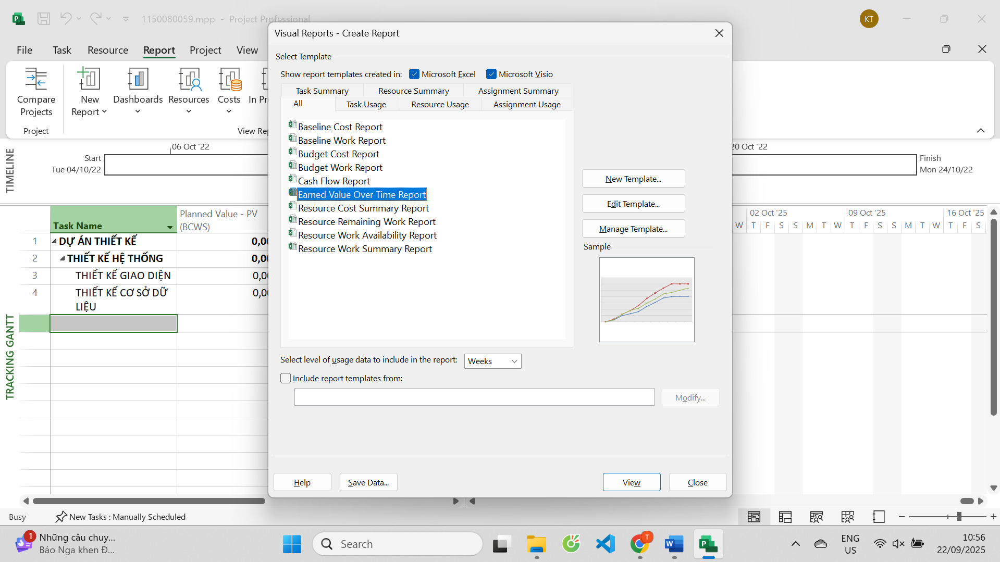 1150080059.mpp - Project Professional
KT
File Task Resource Report Project View
Compare Projects
New Report
Dashboards
Resources
Costs
Project
TIMELINE
06 Oct '22
20 Oct '22
Start
Tue 04/10/22
Finish
Mon 24/10/22
Visual Reports - Create Report
Select Template
Show report templates created in: Microsoft Excel Microsoft Visio
Task Summary Resource Summary Assignment Summary
All Task Usage Resource Usage Assignment Usage
Baseline Cost Report
Baseline Work Report
Budget Cost Report
Budget Work Report
Cash Flow Report
Earned Value Over Time Report
Resource Cost Summary Report
Resource Remaining Work Report
Resource Work Availability Report
Resource Work Summary Report
New Template...
Edit Template...
Manage Template...
Sample
Select level of usage data to include in the report: Weeks
Include report templates from:
Modify...
Help Save Data... View Close
TRACKING GANTT
Task Name
Planned Value - PV
(BCWS)
02 Oct '25 09 Oct '25 16 Oct '25
W T F S S M T W T F S S M T W T F S
1 DỰ ÁN THIẾT KẾ 0,00
2 THIẾT KẾ HỆ THỐNG 0,00
3 THIẾT KẾ GIAO DIỆN 0,00
4 THIẾT KẾ CƠ SỞ DỮ 0,00
LIỆU
Busy New Tasks : Manually Scheduled
1 Những câu chuy...
Báo Nga khen Đ...
Search
T
ENG
US
10:56
22/09/2025